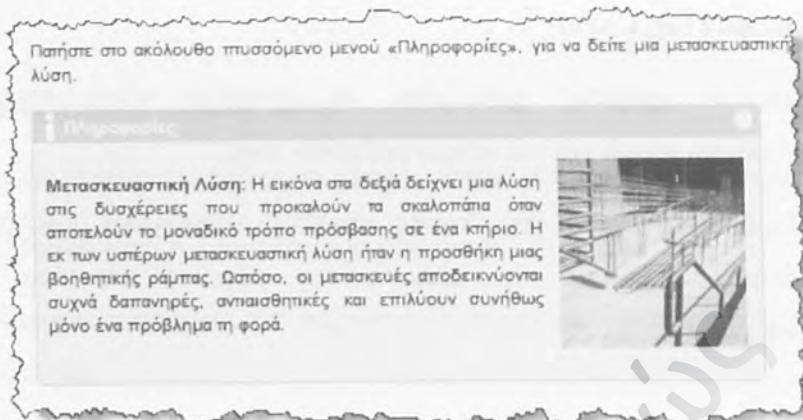 Πατήστε στο ακόλουθο πτυσσόμενο μενού «Πληροφορίες», για να δείτε μια μετασκευαστική
λύση.
Πληροφορίες
Μετασκευαστική Λύση: Η εικόνα στα δεξιά δείχνει μια λύση
στις δυσχέρειες που προκαλούν τα σκαλοπάτια όταν
αποτελούν το μοναδικό τρόπο πρόσβασης σε ένα κτήριο. Η
εκ των υστέρων μετασκευαστική λύση ήταν η προσθήκη μιας
βοηθητικής ράμπας. Ωστόσο, οι μετασκευές αποδεικνύονται
συχνά δαπανηρές, αντιαισθητικές και επιλύουν συνήθως
μόνο ένα πρόβλημα τη φορά.